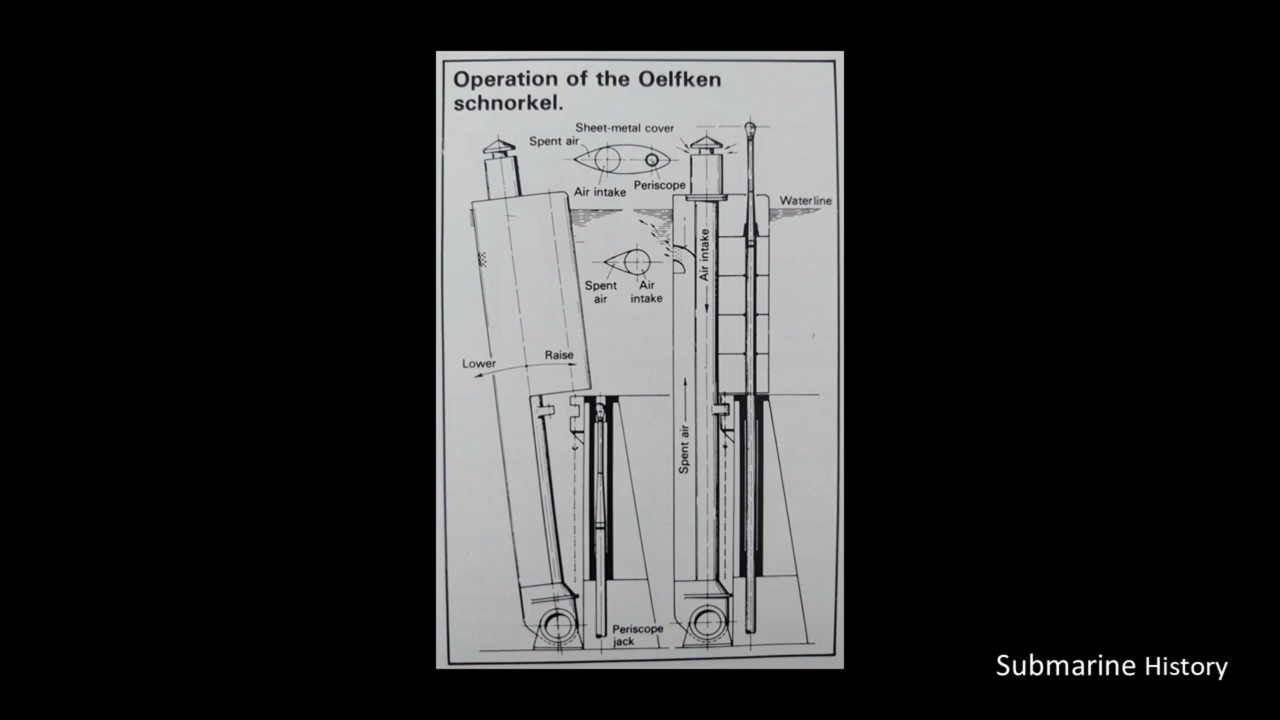 Operation of the Oelfken
schnorkel.
Sheet-metal cover
Spent air
Air intake
Periscope
Waterline
Air intake
Spent
air
Air
intake
Lower
Raise
Spent air
Periscope
jack
Submarine History